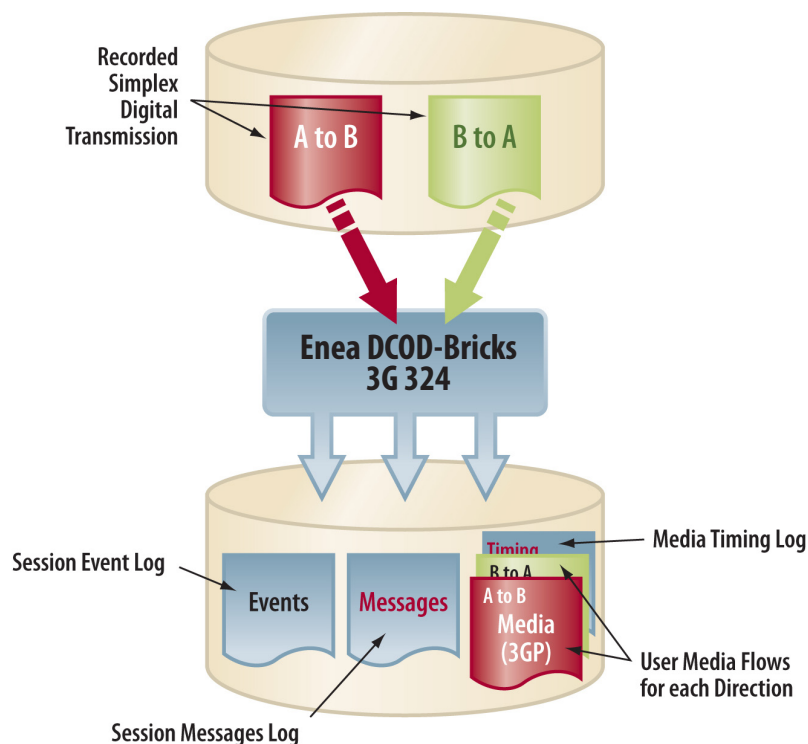 Recorded
Simplex
Digital
Transmission
A to B
B to A
Enea DCOD-Bricks
3G 324
Session Event Log
Events
Messages
Timing
B to A
A to B
Media
(3GP)
Media Timing Log
User Media Flows
for each Direction
Session Messages Log